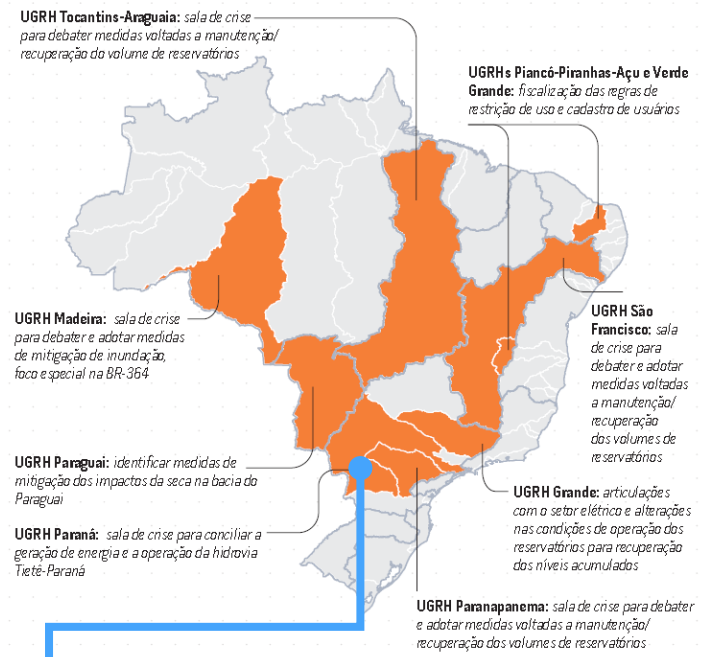 UGRH Tocantins-Araguaia: sala de crise
para debater medidas voltadas a manutenção/
recuperação do volume de reservatórios
UGRHs Piancó-Piranhas-Açu e Verde
Grande: fiscalização das regras de
restrição de uso e cadastro de usuários
UGRH Madeira: sala de crise
para debater e adotar medidas
de mitigação de inundação,
foco especial na BR-364
UGRH São
Francisco: sala
de crise para
debater e adotar
medidas voltadas
a manutenção/
recuperação
dos volumes de
reservatórios
UGRH Paraguai: identificar medidas de
mitigação dos impactos da seca na bacia do
Paraguai
UGRH Paraná: sala de crise para conciliar a
geração de energia e a operação da hidrovia
Tietê-Paraná
UGRH Grande: articulações
com o setor elétrico e alterações
nas condições de operação dos
reservatórios para recuperação
dos níveis acumulados
UGRH Paranapanema: sala de crise para debater
e adotar medidas voltadas a manutenção/
recuperação dos volumes de reservatórios